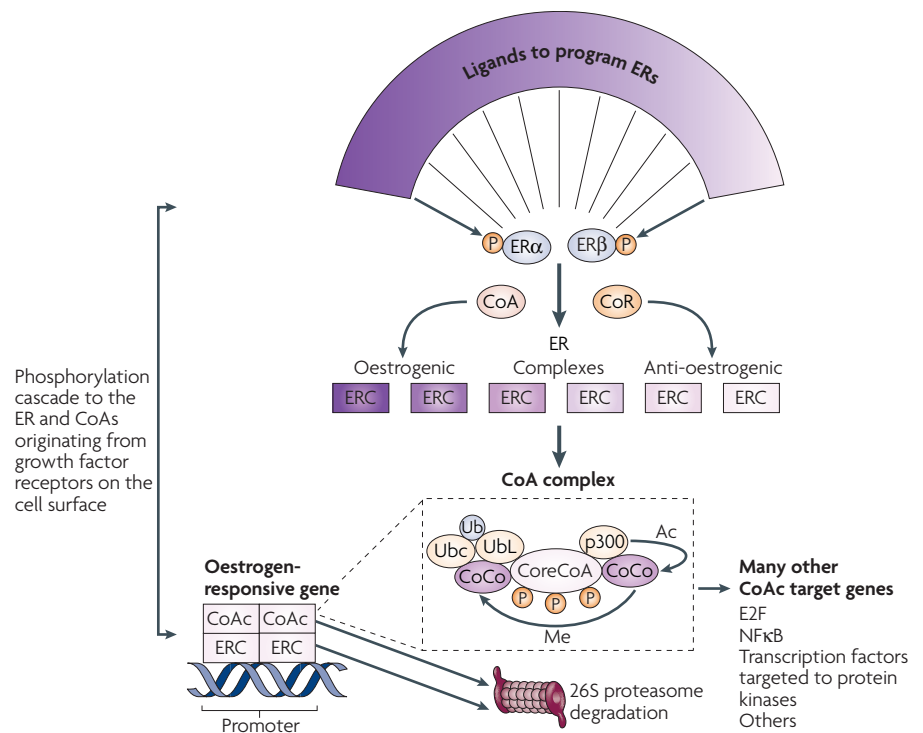 Ligands to program ERs
P
ERα
ERβ
P
CoA
CoR
ER
Oestrogenic
Complexes
Anti-oestrogenic
ERC
ERC
ERC
ERC
ERC
ERC
Phosphorylation
cascade to the
ER and CoAs
originating from
growth factor
receptors on the
cell surface
CoA complex
Ub
Ubc
UbL
p300
Ac
CoCo
CoreCoA
CoCo
P
P
P
Me
Oestrogen-
responsive gene
CoAc
CoAc
ERC
ERC
Promoter
26S proteasome
degradation
Many other
CoAc target genes
E2F
NFκB
Transcription factors
targeted to protein
kinases
Others